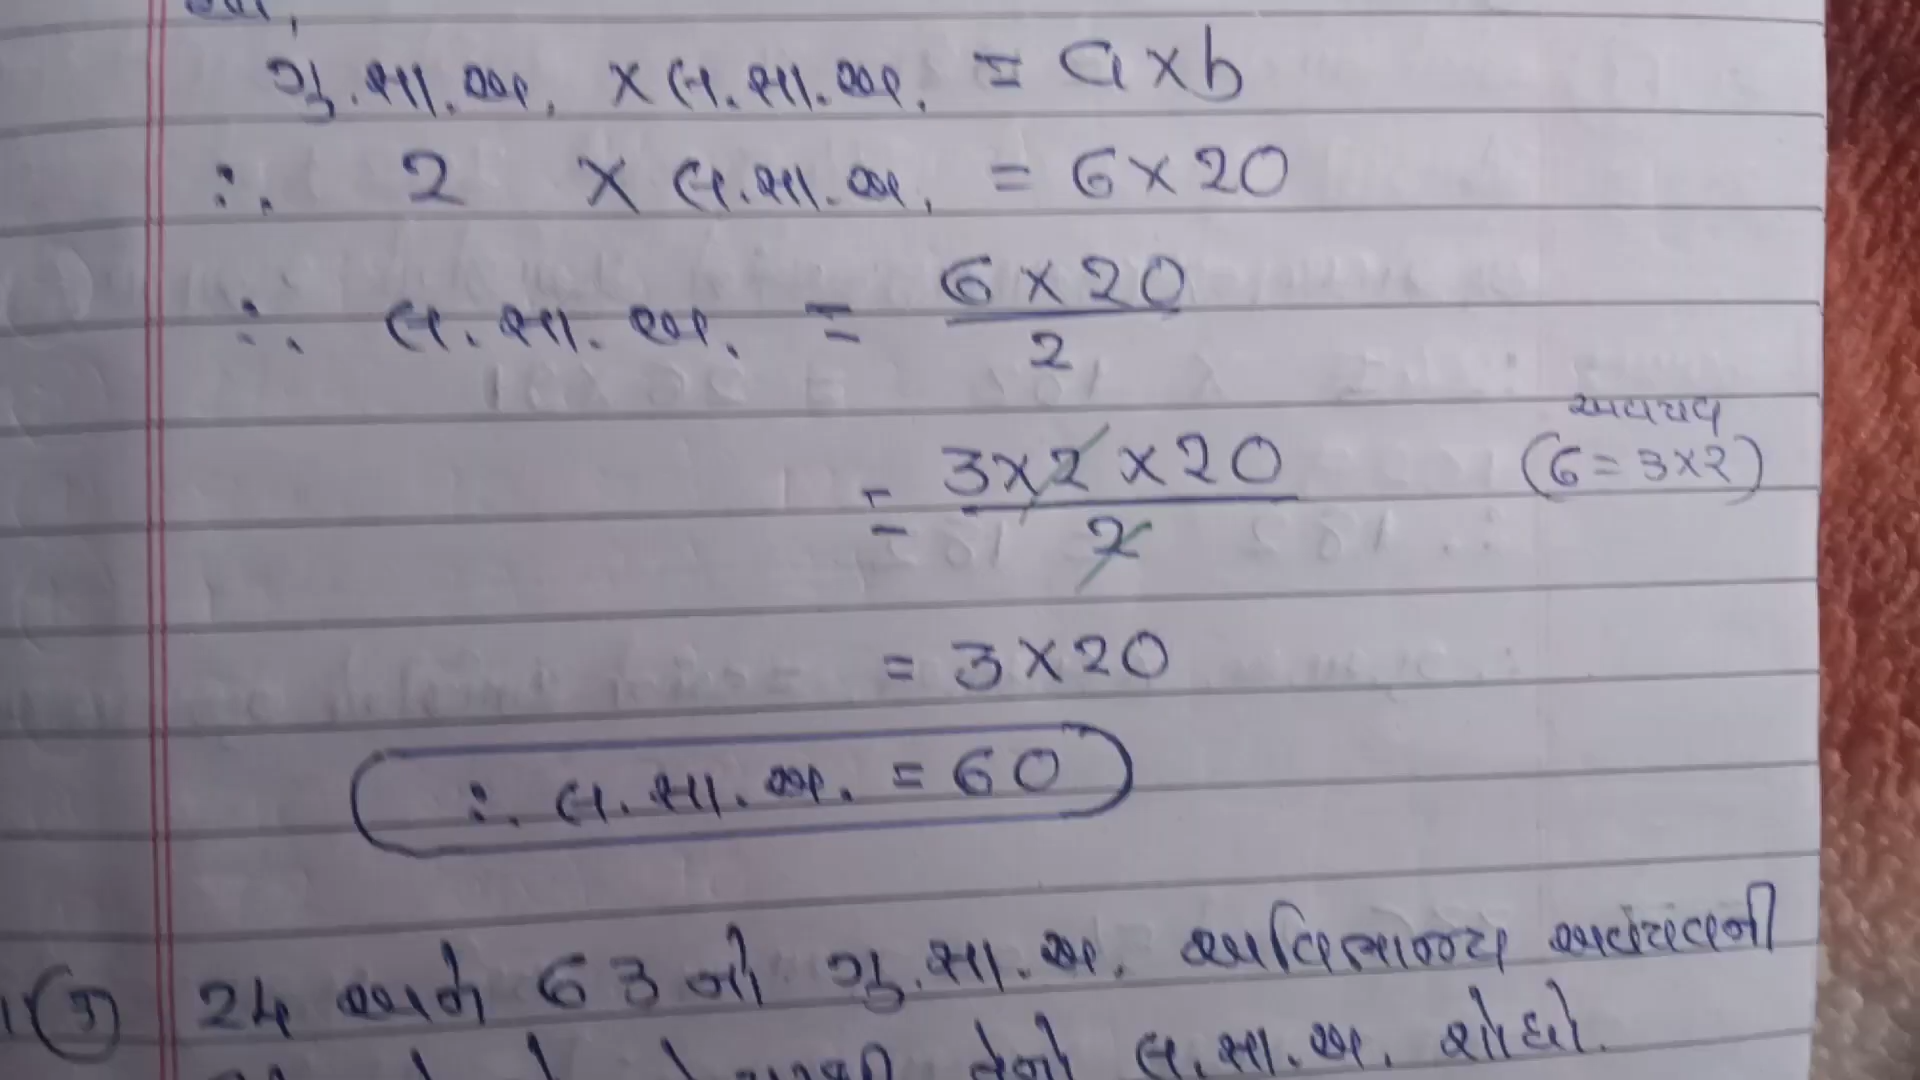 ગુ.સા.અ. × લ.સા.અ. = a × b
∴ 2 × લ.સા.અ. = 6 × 20
∴ લ.સા.અ. = 6 × 20 / 2
= 3 × 2 × 20 / 2 અવયવ (6 = 3 × 2)
= 3 × 20
∴ લ.સા.અ. = 60
24 અને 63 નો ગુ.સા.અ. અવિભાજ્ય અવયવની
તેનો લ.સા.અ. શોધો.